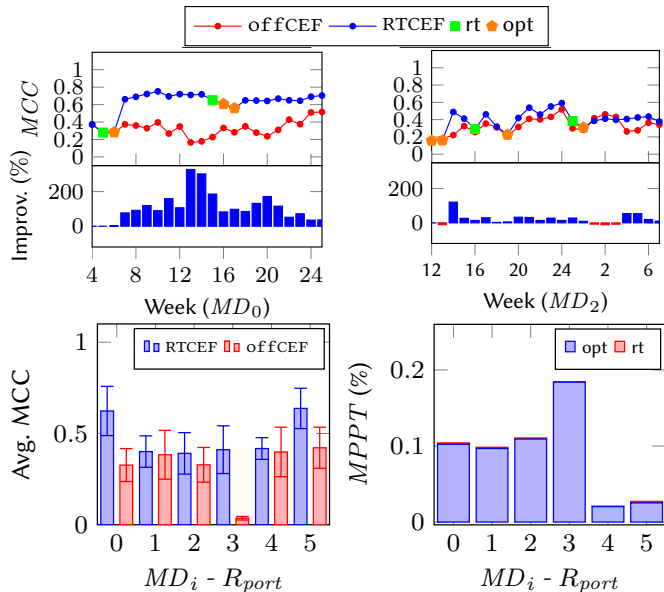 offCEF RTCEF rt opt
MCC
1
0.8
0.6
0.4
0.2
0
Improv. (%)
200
0
4 8 12 16 20 24
Week (MD0)
1
0.8
0.6
0.4
0.2
0
200
0
12 16 20 24 2 6
Week (MD2)
Avg. MCC
1
0.5
0
RTCEF offCEF
0 1 2 3 4 5
MDi - Rport
MPPT (%)
0.2
0.1
0
opt rt
0 1 2 3 4 5
MDi - Rport